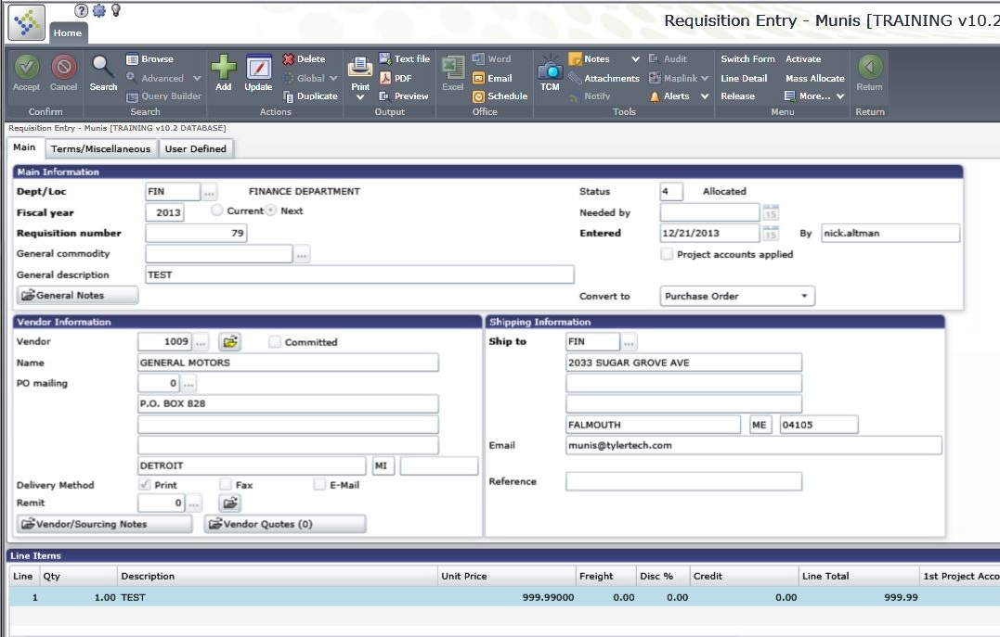 Requisition Entry - Munis [TRAINING v10.2
Home
Accept Cancel Search Browse Advanced Query Builder Add Update Delete Global Duplicate Print Text file PDF Preview Excel Word Email Schedule TCM Notes Attachments Notify Audit Maplink Alerts Switch Form Line Detail Release Activate Mass Allocate More... Return
Confirm Search Actions Output Office Tools Menu Return
Requisition Entry - Munis [TRAINING v10.2 DATABASE]
Main Terms/Miscellaneous User Defined
Main Information
Dept/Loc FIN ... FINANCE DEPARTMENT Status 4 Allocated
Fiscal year 2013 Current Next Needed by 15
Requisition number 79 Entered 12/21/2013 15 By nick.altman
General commodity ... Project accounts applied
General description TEST
General Notes Convert to Purchase Order
Vendor Information Shipping Information
Vendor 1009 ... Committed Ship to FIN ...
Name GENERAL MOTORS 2033 SUGAR GROVE AVE
PO mailing 0 ...
P.O. BOX 828
FALMOUTH ME 04105
Email munis@tylertech.com
DETROIT MI
Delivery Method Print Fax E-Mail Reference
Remit 0 ...
Vendor/Sourcing Notes Vendor Quotes (0)
Line Items
Line Qty Description Unit Price Freight Disc % Credit Line Total 1st Project Acco
1 1.00 TEST 999.99000 0.00 0.00 0.00 999.99